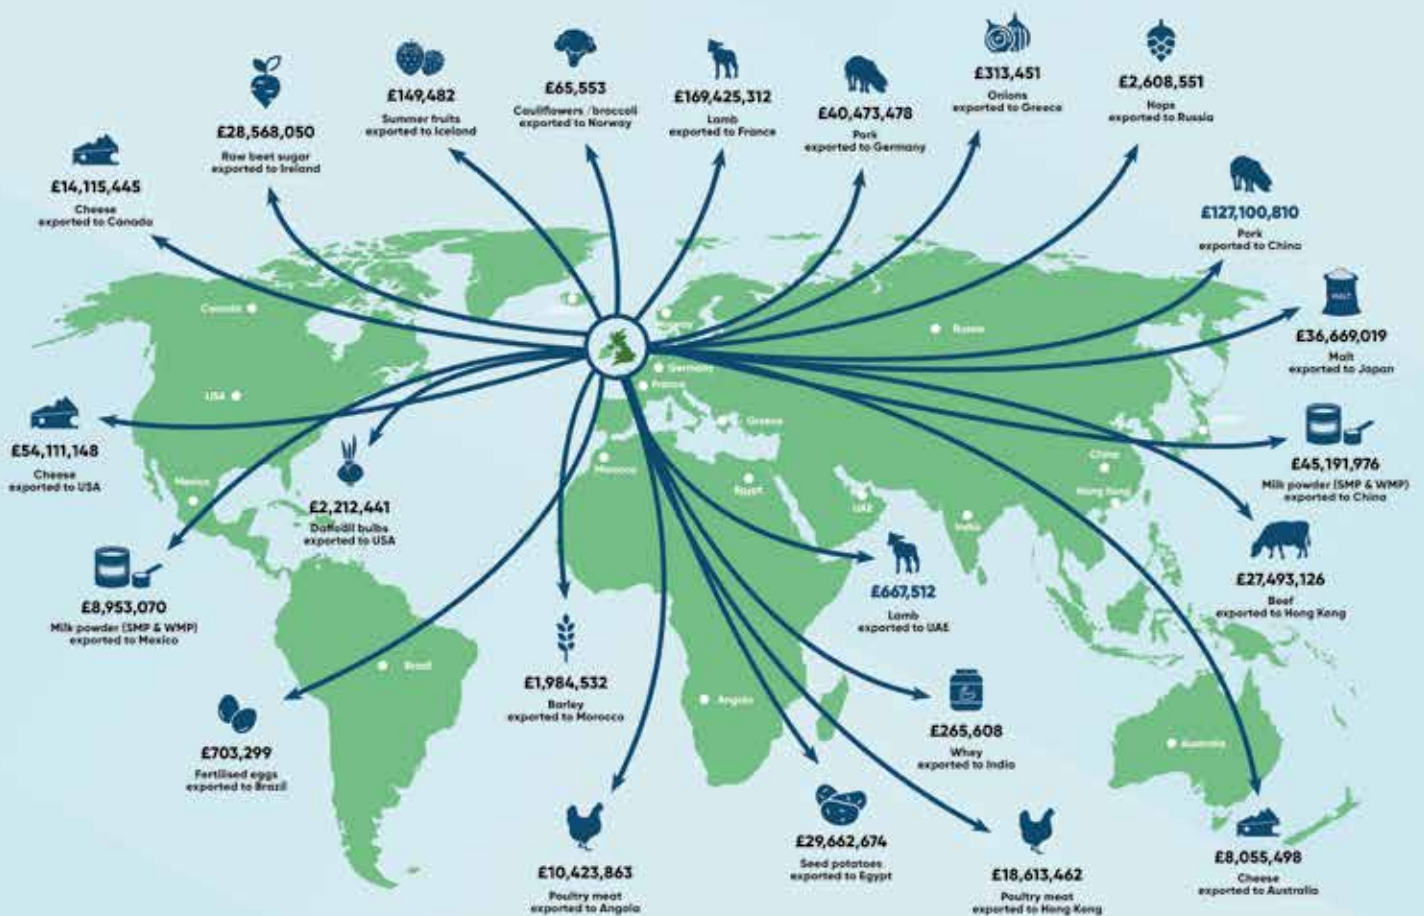 £28,568,050
Raw beet sugar
exported to Ireland
£149,482
Summer fruits
exported to Iceland
£65,553
Cauliflowers /broccoli
exported to Norway
£169,425,312
Lamb
exported to France
£40,473,478
Pork
exported to Germany
£313,451
Onions
exported to Greece
£2,608,551
Hops
exported to Russia
£14,115,445
Cheese
exported to Canada
£127,100,810
Pork
exported to China
MALT
£36,669,019
Malt
exported to Japan
Canada
Russia
Germany
France
USA
Greece
Morocco
Egypt
UAE
India
China
Hong Kong
Mexico
£54,111,148
Cheese
exported to USA
£2,212,441
Daffodil bulbs
exported to USA
£45,191,976
Milk powder (SMP & WMP)
exported to China
£8,953,070
Milk powder (SMP & WMP)
exported to Mexico
£667,512
Lamb
exported to UAE
£27,493,126
Beef
exported to Hong Kong
Brazil
Angola
Australia
£703,299
Fertilised eggs
exported to Brazil
£1,984,532
Barley
exported to Morocco
£265,608
Whey
exported to India
£10,423,863
Poultry meat
exported to Angola
£29,662,674
Seed potatoes
exported to Egypt
£18,613,462
Poultry meat
exported to Hong Kong
£8,055,498
Cheese
exported to Australia